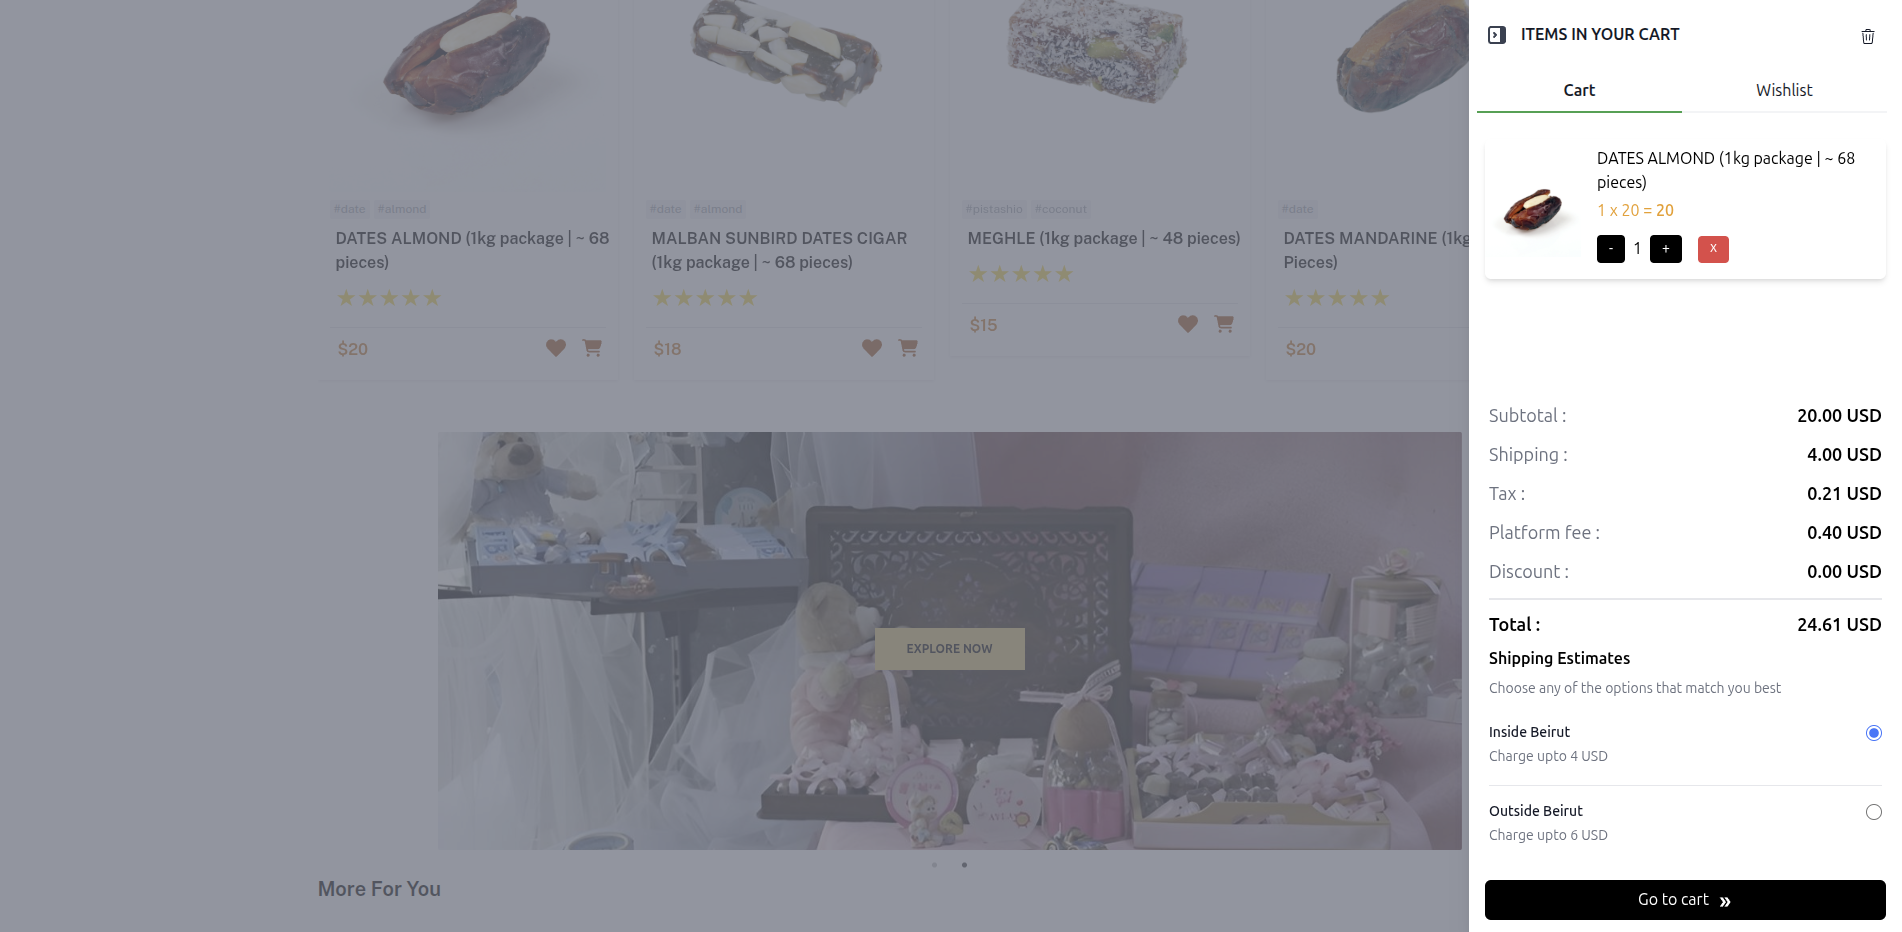 #date #almond
DATES ALMOND (1kg package | ~ 68
pieces)
$20
#date #almond
MALBAN SUNBIRD DATES CIGAR
(1kg package | ~ 68 pieces)
$18
#pistashio #coconut
MEGHLE (1kg package | ~ 48 pieces)
$15
#date
DATES MANDARINE (1kg
Pieces)
$20
EXPLORE NOW
More For You
ITEMS IN YOUR CART
Cart Wishlist
DATES ALMOND (1kg package | ~ 68
pieces)
1 x 20 = 20
- 1 + X
Subtotal : 20.00 USD
Shipping : 4.00 USD
Tax : 0.21 USD
Platform fee : 0.40 USD
Discount : 0.00 USD
Total : 24.61 USD
Shipping Estimates
Choose any of the options that match you best
Inside Beirut
Charge upto 4 USD
Outside Beirut
Charge upto 6 USD
Go to cart »